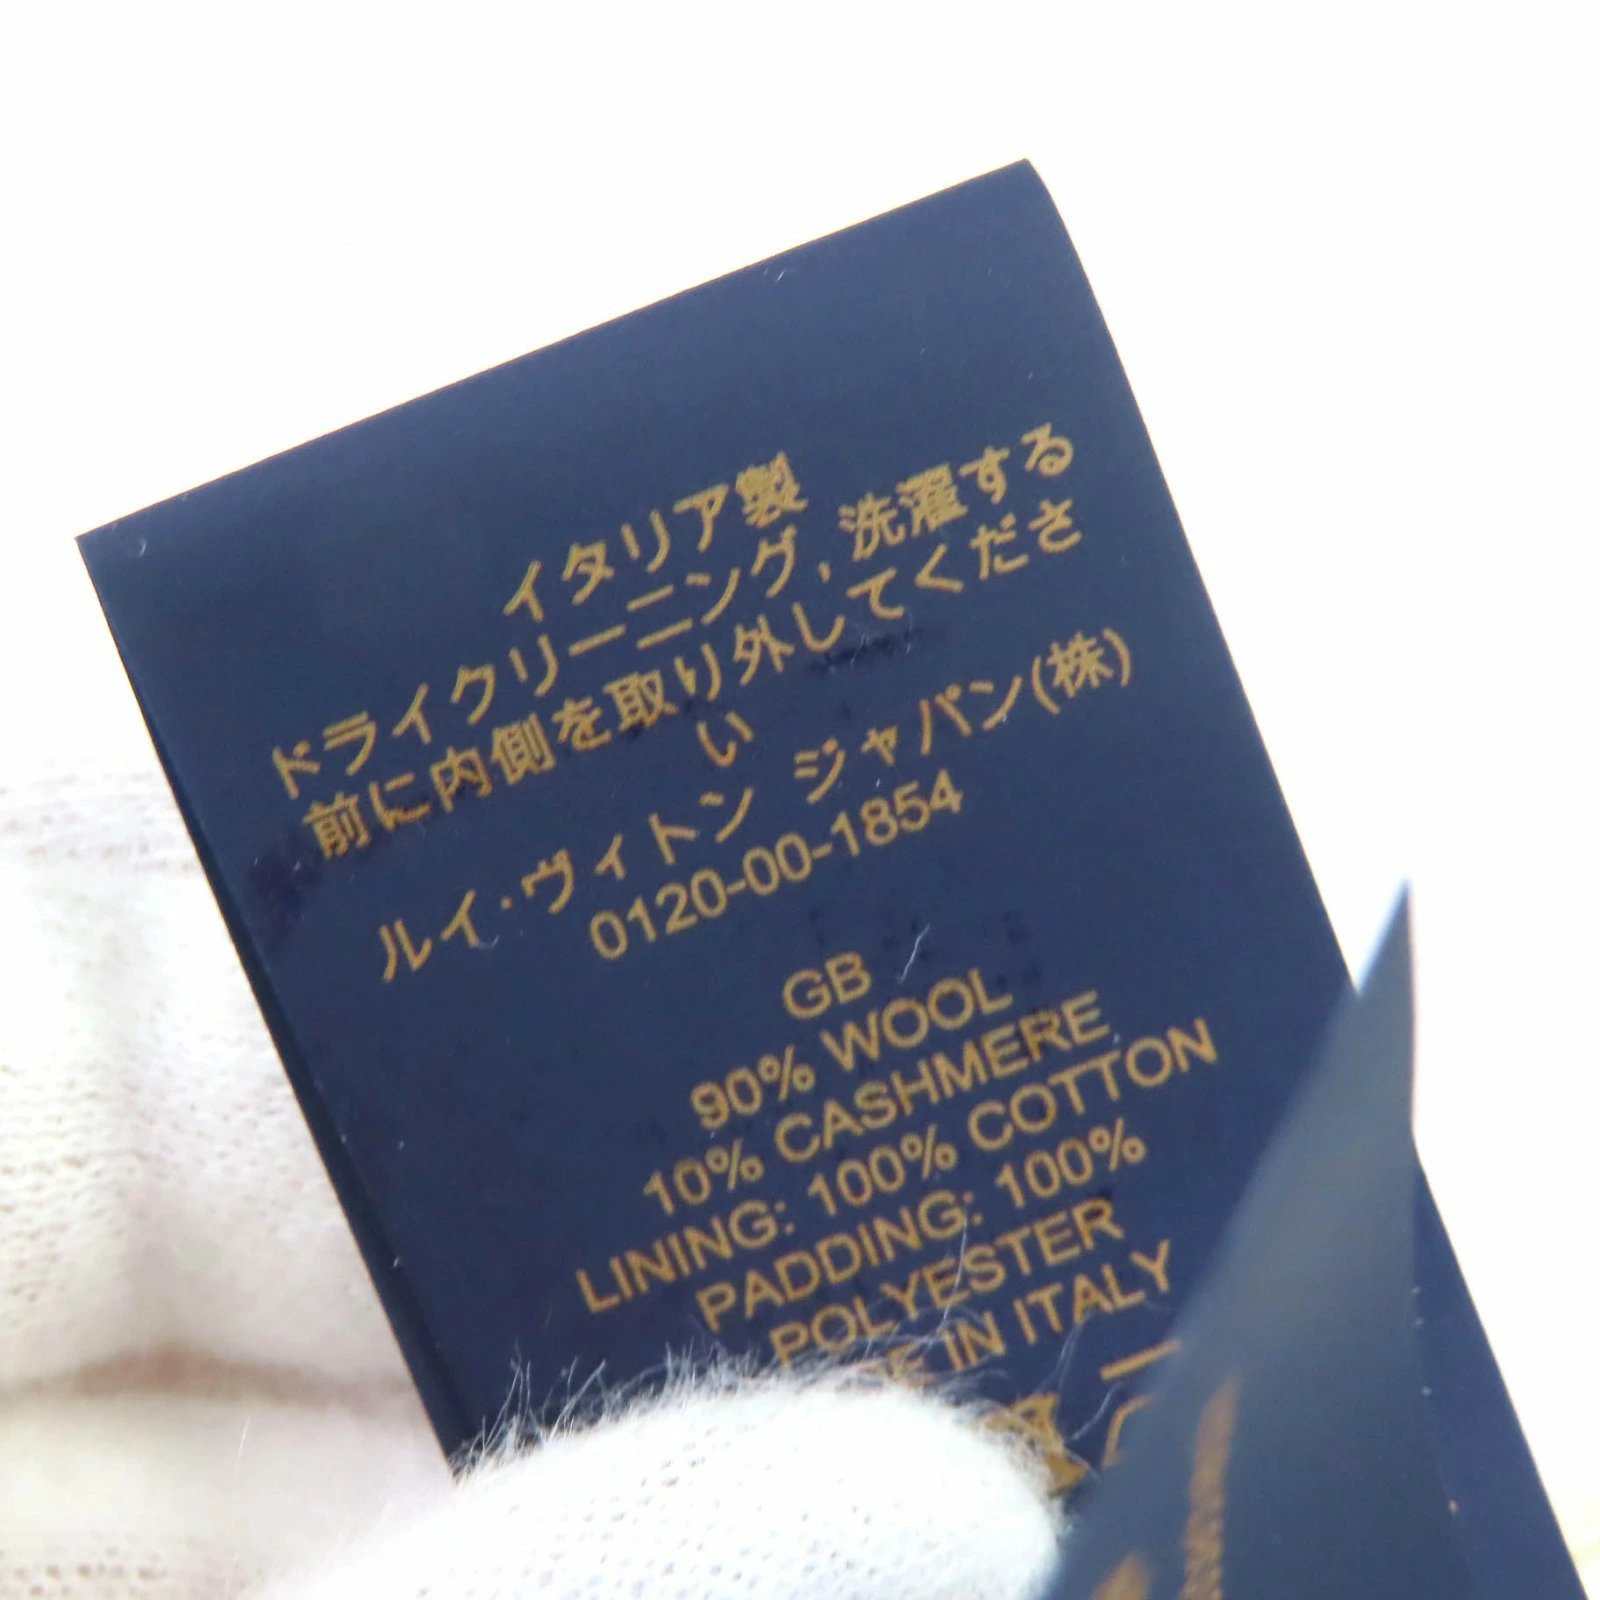 イタリア製
ドライクリーニング, 洗濯する
前に内側を取り外してくださ
い
ルイ・ヴィトン ジャパン(株)
0120-00-1854
GB
90% WOOL
10% CASHMERE
LINING: 100% COTTON
PADDING: 100%
POLYESTER
IN ITALY